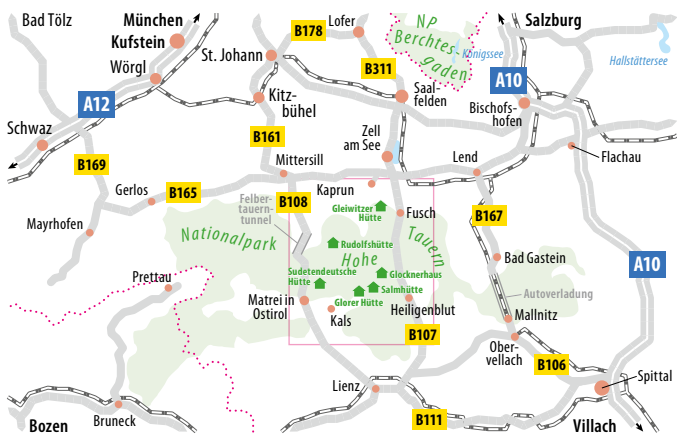 Bad Tölz
München
Kufstein
Wörgl
A12
Schwaz
B169
Gerlos
B165
Mayrhofen
Prettau
Bozen
Bruneck
St. Johann
B178
Lofer
B311
Kitz-
bühel
B161
Mittersill
B108
Felber-
tauern-
tunnel
NP
Berchtes-
gaden
Königssee
Saal-
felden
Zell
am See
Kaprun
Salzburg
A10
Hallstättersee
Bischofs-
hofen
Lend
Flachau
B167
Bad Gastein
A10
Autoverladung
Mallnitz
Nationalpark
Hohe
Tauern
Gleiwitzer
Hütte
Fusch
Rudolfshütte
Sudetendeutsche
Hütte
Glocknerhaus
Salmhütte
Glorer Hütte
Matrei in
Ostirol
Kals
Heiligenblut
B107
Ober-
vellach
B106
Spittal
Lienz
B111
Villach